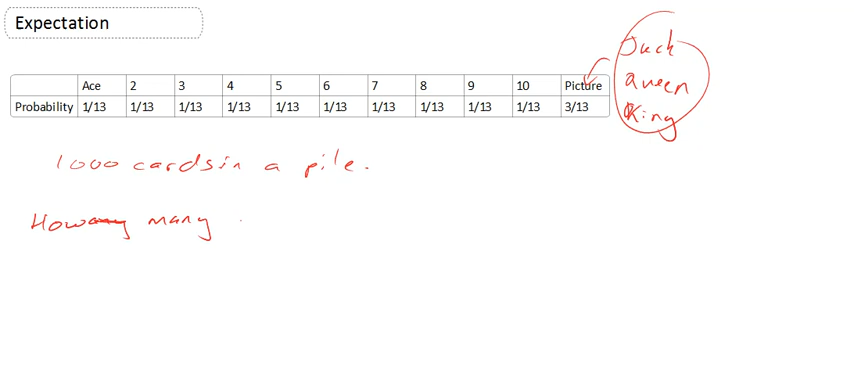 Expectation
Jack
Queen
King
Ace 2 3 4 5 6 7 8 9 10 Picture
Probability 1/13 1/13 1/13 1/13 1/13 1/13 1/13 1/13 1/13 1/13 3/13
1000 cards in a pile.
How many